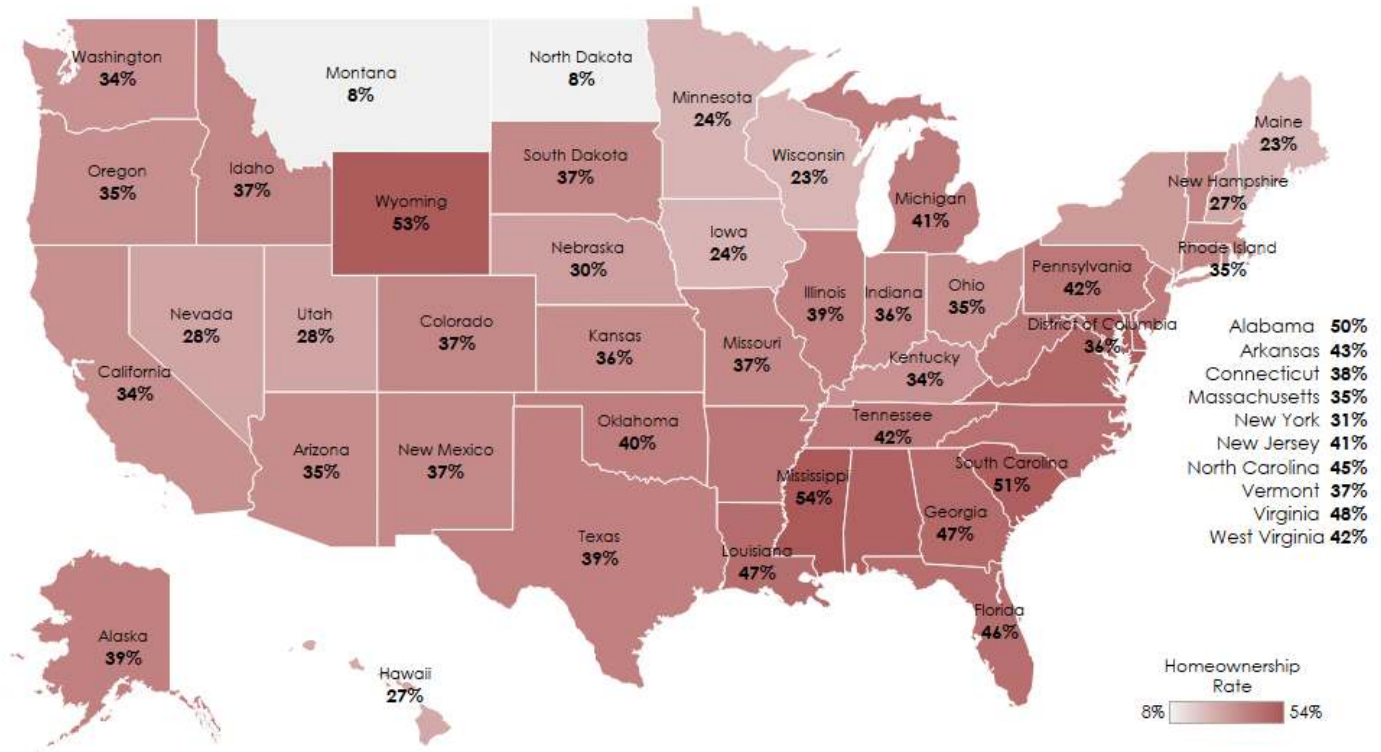 Washington
34%
Montana
8%
North Dakota
8%
Minnesota
24%
Maine
23%
Oregon
35%
Idaho
37%
Wyoming
53%
South Dakota
37%
Wisconsin
23%
Michigan
41%
New Hampshire
27%
Nebraska
30%
Iowa
24%
Rhode Island
35%
Nevada
28%
Utah
28%
Colorado
37%
Kansas
36%
Missouri
37%
Illinois
39%
Indiana
36%
Ohio
35%
Pennsylvania
42%
District of Columbia
36%
California
34%
Kentucky
34%
Arizona
35%
New Mexico
37%
Oklahoma
40%
Tennessee
42%
Mississippi
54%
South Carolina
51%
Georgia
47%
Texas
39%
Louisiana
47%
Florida
46%
Alaska
39%
Hawaii
27%
Alabama 50%
Arkansas 43%
Connecticut 38%
Massachusetts 35%
New York 31%
New Jersey 41%
North Carolina 45%
Vermont 37%
Virginia 48%
West Virginia 42%
Homeownership
Rate
8% 54%